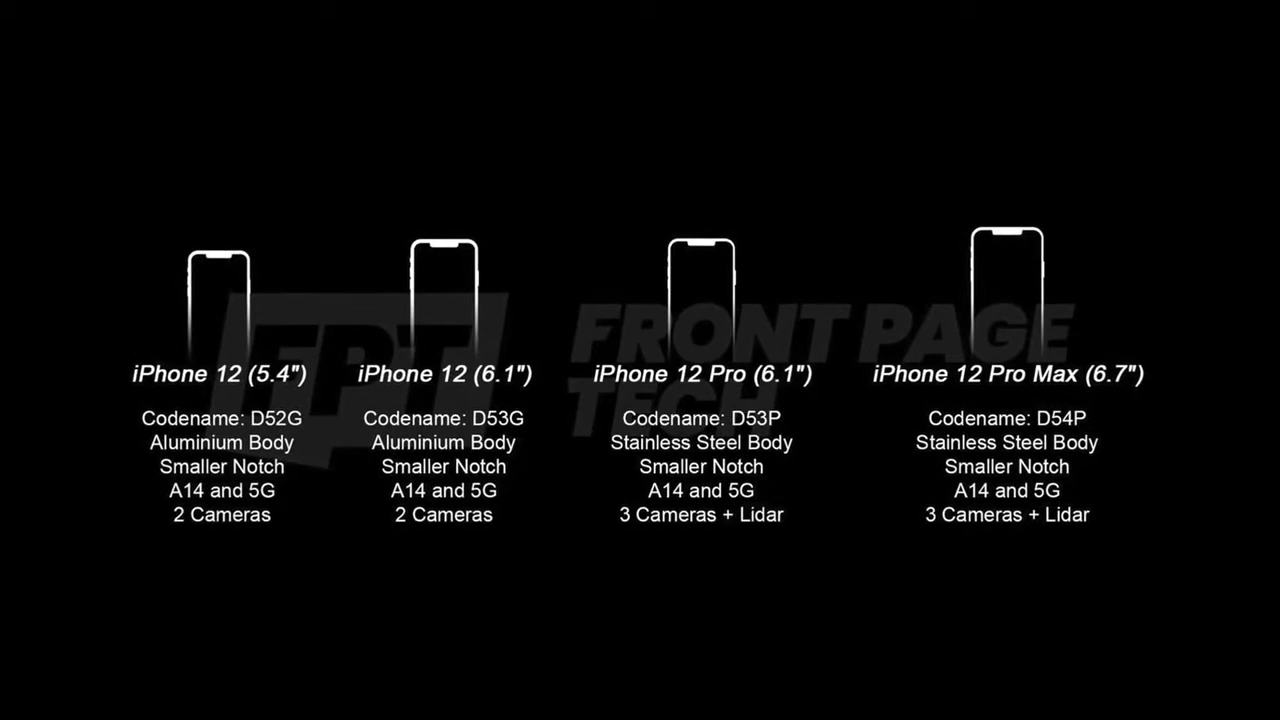 iPhone 12 (5.4")
Codename: D52G
Aluminium Body
Smaller Notch
A14 and 5G
2 Cameras
iPhone 12 (6.1")
Codename: D53G
Aluminium Body
Smaller Notch
A14 and 5G
2 Cameras
iPhone 12 Pro (6.1")
Codename: D53P
Stainless Steel Body
Smaller Notch
A14 and 5G
3 Cameras + Lidar
iPhone 12 Pro Max (6.7")
Codename: D54P
Stainless Steel Body
Smaller Notch
A14 and 5G
3 Cameras + Lidar
FPT
FRONT PAGE
TECH